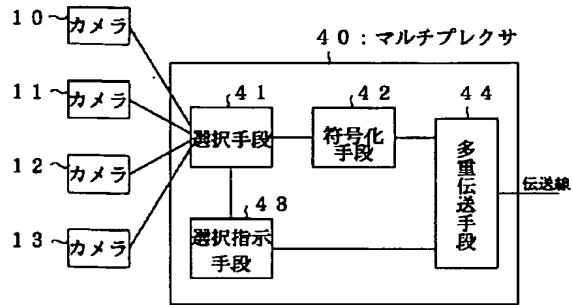 10 カメラ
11 カメラ
12 カメラ
13 カメラ
40:マルチプレクサ
41
選択手段
42
符号化
手段
43
選択指示
手段
44
多重伝送手段
伝送線